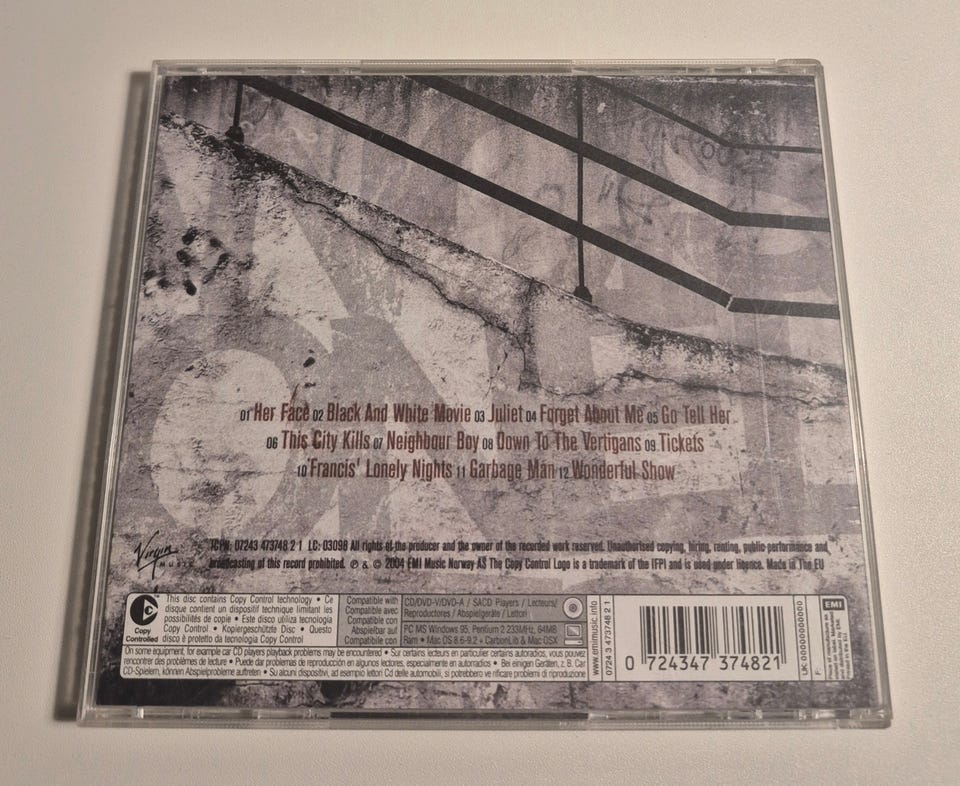 01 Her Face 02 Black And White Movie 03 Juliet 04 Forget About Me 05 Go Tell Her
06 This City Kills 07 Neighbour Boy 08 Down To The Vertigans 09 Tickets
10 'Francis' Lonely Nights 11 Garbage Man 12 Wonderful Show
Virgin
MUSIC
ICPN: 07243 473748 2 1 LC: 03098 All rights of the producer and the owner of the recorded work reserved. Unauthorised copying, hiring, renting, public performance and
broadcasting of this record prohibited. ℗ & © 2004 EMI Music Norway AS The Copy Control Logo is a trademark of the IFPI and is used under licence. Made in The EU
Copy
Controlled
This disc contains Copy Control technology • Ce
disque contient un dispositif technique limitant les
possibilités de copie • Este Disco contiene
tecnología Copy Control • Kopiergeschützte Disc • Questo
disco è protetto da tecnologia Copy Control
Compatible with
Compatible avec
Compatible con
Abspielbar auf
Compatibile con
CD/DVD-V/DVD-A / SACD Players / Lecteurs/
Reproductores / Abspielgeräte / Lettori
PC MS Windows 95, Pentium 2 233MHz, 64MB
Ram • Mac OS 8.6-9.2 + CarbonLib & Mac OSX
On some equipment, for example car CD players playback problems may be encountered • Sur certains lecteurs en particulier certains autoradios, vous pouvez
rencontrer des problèmes de lecture • Puede dar problemas de reproducción en algunos lectores, especialmente en autorradios • Bei einigen Geräten, z. B. Car
CD-Spielern, können Abspielprobleme auftreten • Su alcuni dispositivi, ad esempio lettori Cd delle automobili, si potrebbero verificare problemi di riproduzione
www.emimusic.info
0724 3 473748 2 1
0 724347 374821
UK:0000000000000
F:
EMI